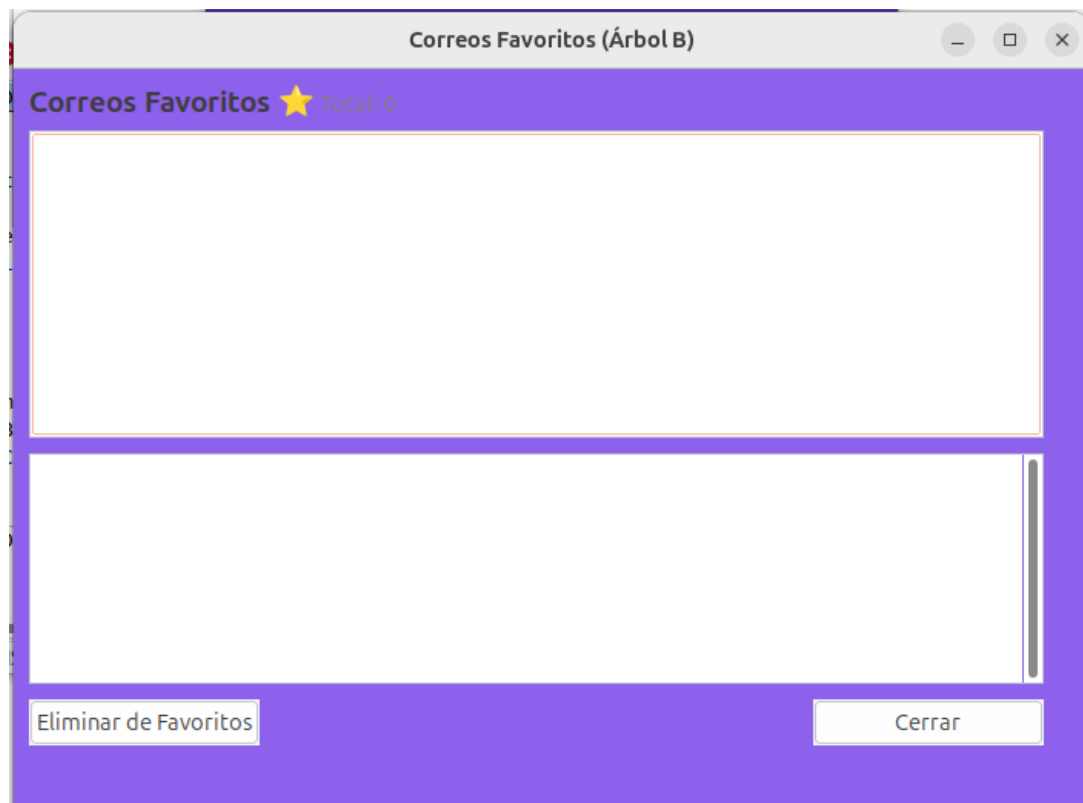 Correos Favoritos (Árbol B)
Correos Favoritos ⭐ Total: 0
Eliminar de Favoritos
Cerrar